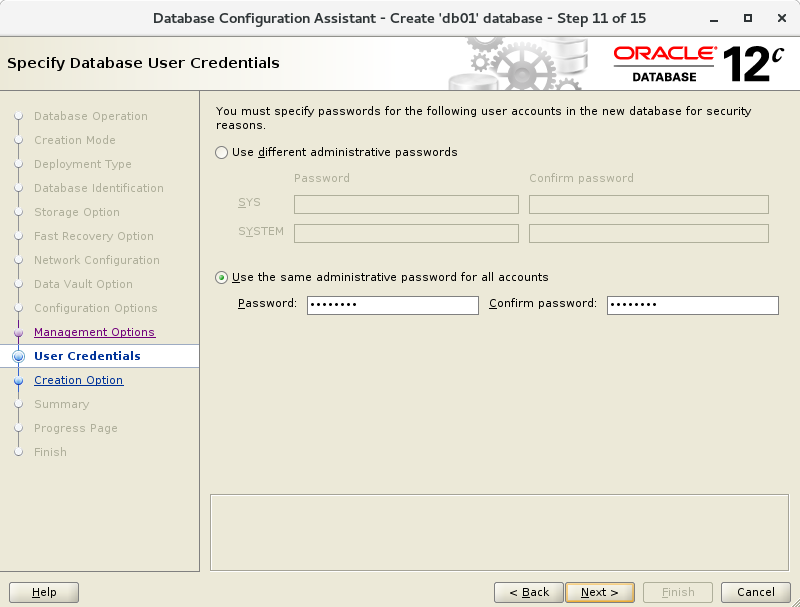 Database Configuration Assistant - Create 'db01' database - Step 11 of 15
Specify Database User Credentials
ORACLE
DATABASE
12c
Database Operation
Creation Mode
Deployment Type
Database Identification
Storage Option
Fast Recovery Option
Network Configuration
Data Vault Option
Configuration Options
Management Options
User Credentials
Creation Option
Summary
Progress Page
Finish
You must specify passwords for the following user accounts in the new database for security
reasons.
Use different administrative passwords
Password Confirm password
SYS
SYSTEM
Use the same administrative password for all accounts
Password: •••••••• Confirm password: ••••••••
Help < Back Next > Finish Cancel